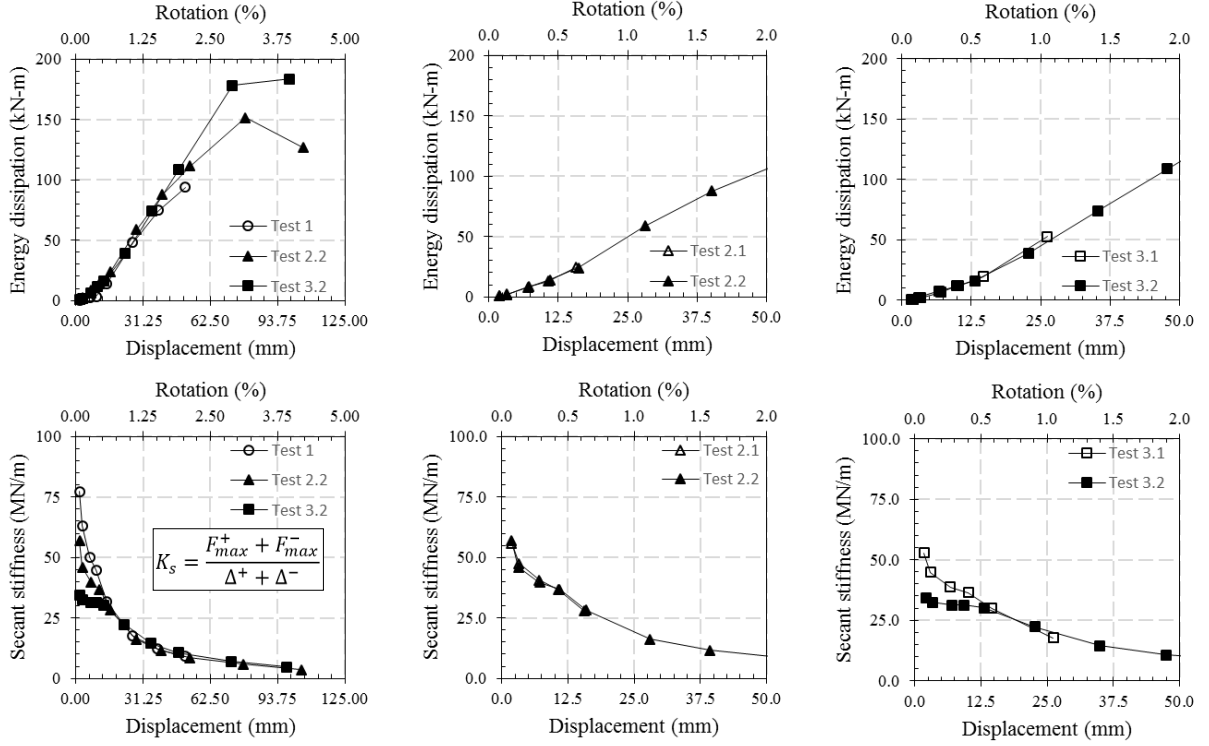 Rotation (%)
0.00 1.25 2.50 3.75 5.00
Energy dissipation (kN-m)
200
150
100
50
0
Test 1
Test 2.2
Test 3.2
0.00 31.25 62.50 93.75 125.00
Displacement (mm)
Rotation (%)
0.0 0.4 0.8 1.2 1.6 2.0
Energy dissipation (kN-m)
200
150
100
50
0
Test 2.1
Test 2.2
0.0 12.5 25.0 37.5 50.0
Displacement (mm)
Rotation (%)
0.0 0.5 1.0 1.5 2.0
Energy dissipation (kN-m)
200
150
100
50
0
Test 3.1
Test 3.2
0.0 12.5 25.0 37.5 50.0
Displacement (mm)
Rotation (%)
0.00 1.25 2.50 3.75 5.00
Secant stiffness (MN/m)
100
75
50
25
0
Test 1
Test 2.2
Test 3.2
K_s = (F_max^+ + F_max^-) / (Δ^+ + Δ^-)
0.00 31.25 62.50 93.75 125.00
Displacement (mm)
Rotation (%)
0.0 0.4 0.8 1.2 1.6 2.0
Secant stiffness (MN/m)
100.0
75.0
50.0
25.0
0.0
Test 2.1
Test 2.2
0.0 12.5 25.0 37.5 50.0
Displacement (mm)
Rotation (%)
0.0 0.5 1.0 1.5 2.0
Secant stiffness (MN/m)
100.0
75.0
50.0
25.0
0.0
Test 3.1
Test 3.2
0.0 12.5 25.0 37.5 50.0
Displacement (mm)